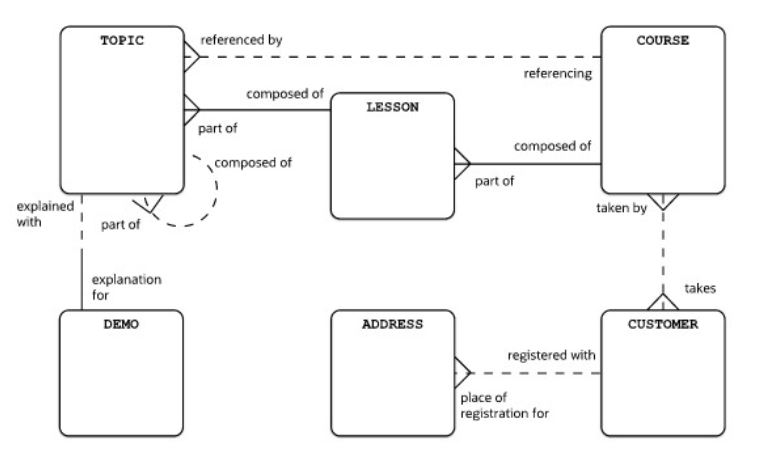 TOPIC
referenced by
COURSE
referencing
composed of
LESSON
part of
composed of
composed of
part of
explained
with
part of
taken by
explanation
for
takes
DEMO
ADDRESS
CUSTOMER
registered with
place of
registration for